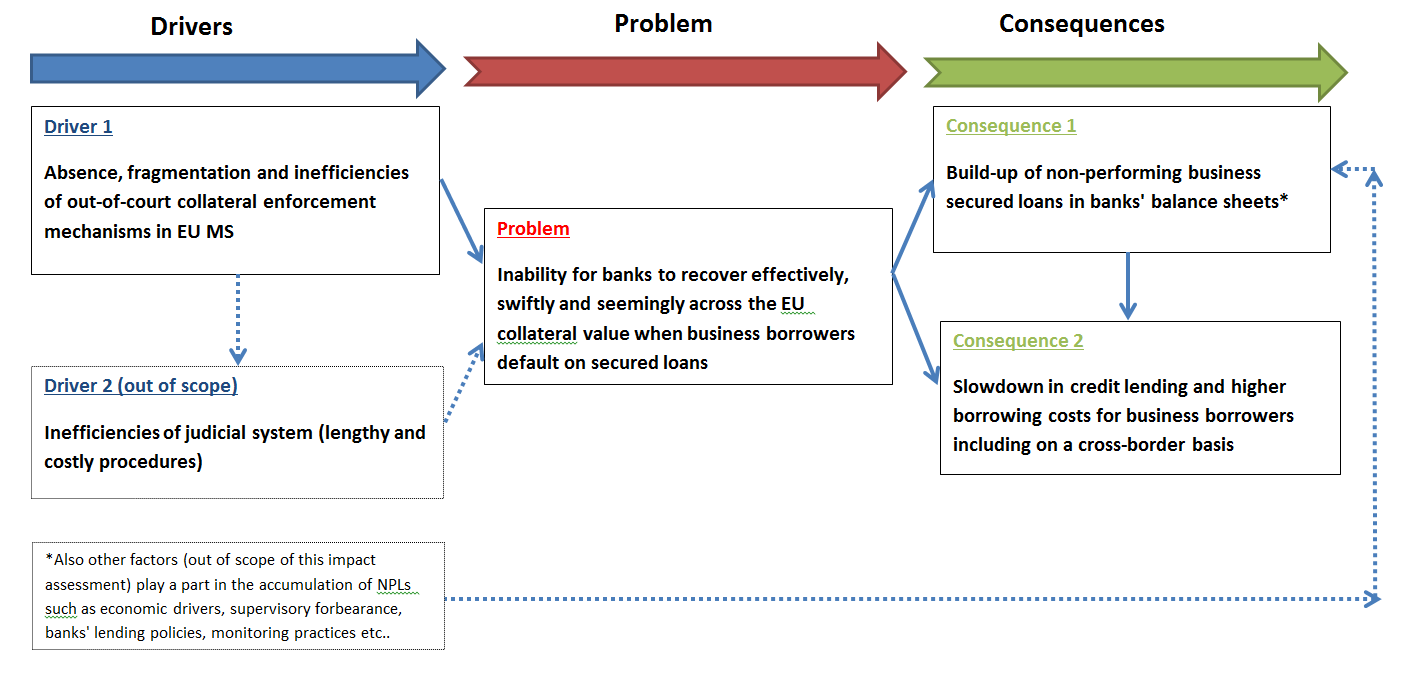 Drivers
Problem
Consequences
Driver 1
Absence, fragmentation and inefficiencies
of out-of-court collateral enforcement
mechanisms in EU MS
Driver 2 (out of scope)
Inefficiencies of judicial system (lengthy and
costly procedures)
*Also other factors (out of scope of this impact
assessment) play a part in the accumulation of NPLs
such as economic drivers, supervisory forbearance,
banks' lending policies, monitoring practices etc..
Problem
Inability for banks to recover effectively,
swiftly and seemingly across the EU
collateral value when business borrowers
default on secured loans
Consequence 1
Build-up of non-performing business
secured loans in banks' balance sheets*
Consequence 2
Slowdown in credit lending and higher
borrowing costs for business borrowers
including on a cross-border basis